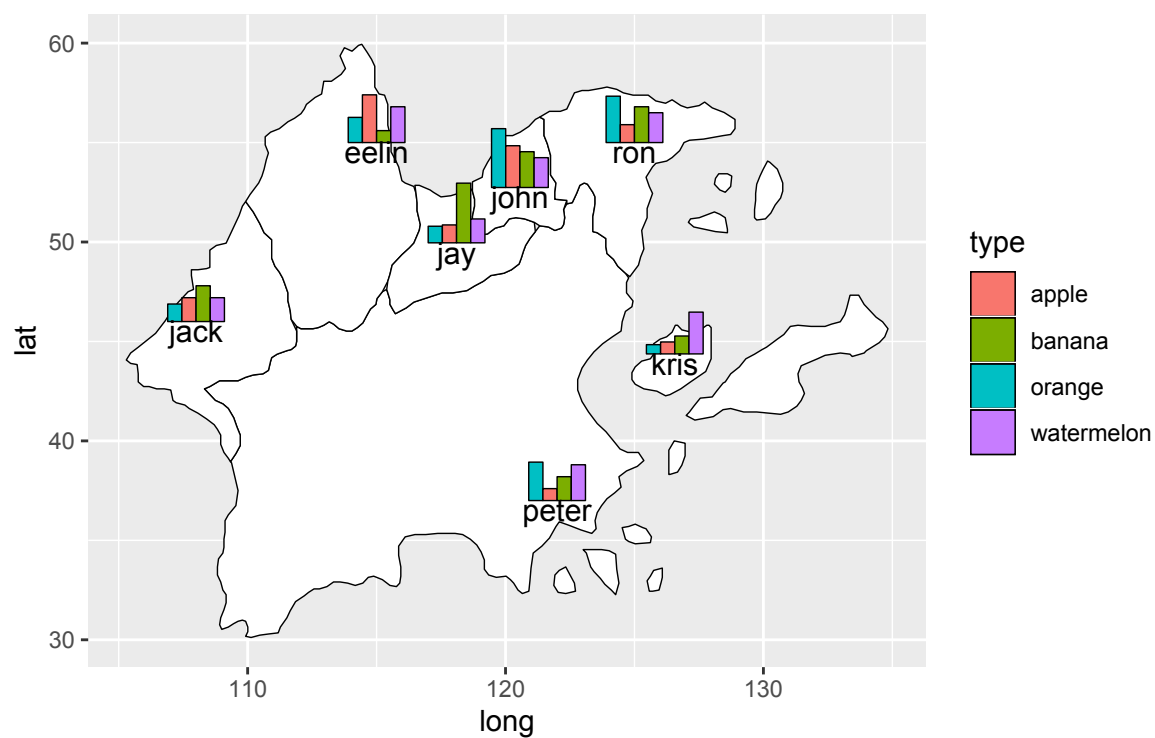 60
50
40
30
lat
eelin
ron
john
jay
jack
kris
peter
110
120
130
long
type
apple
banana
orange
watermelon